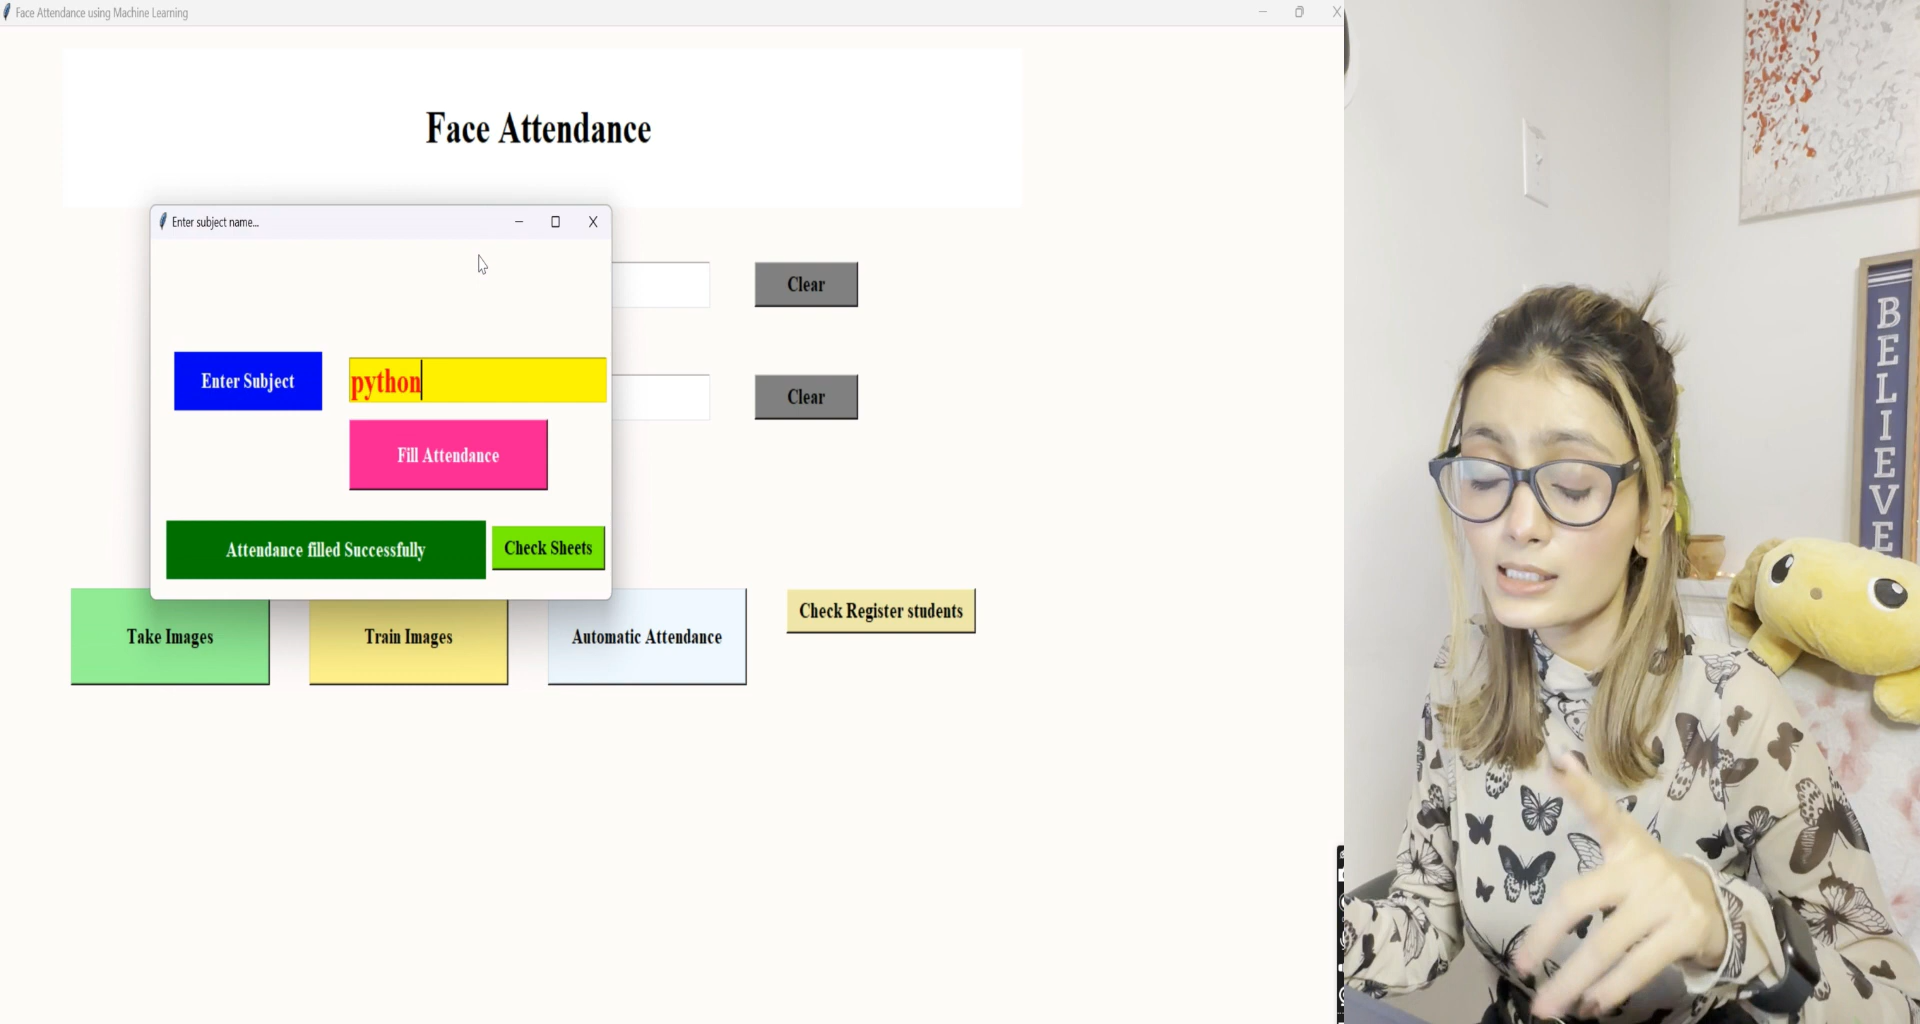 Face Attendance using Machine Learning
Face Attendance
Enter subject name...
Clear
Enter Subject
python
Clear
Fill Attendance
Attendance filled Successfully
Check Sheets
Take Images
Train Images
Automatic Attendance
Check Register students
BELIEVE